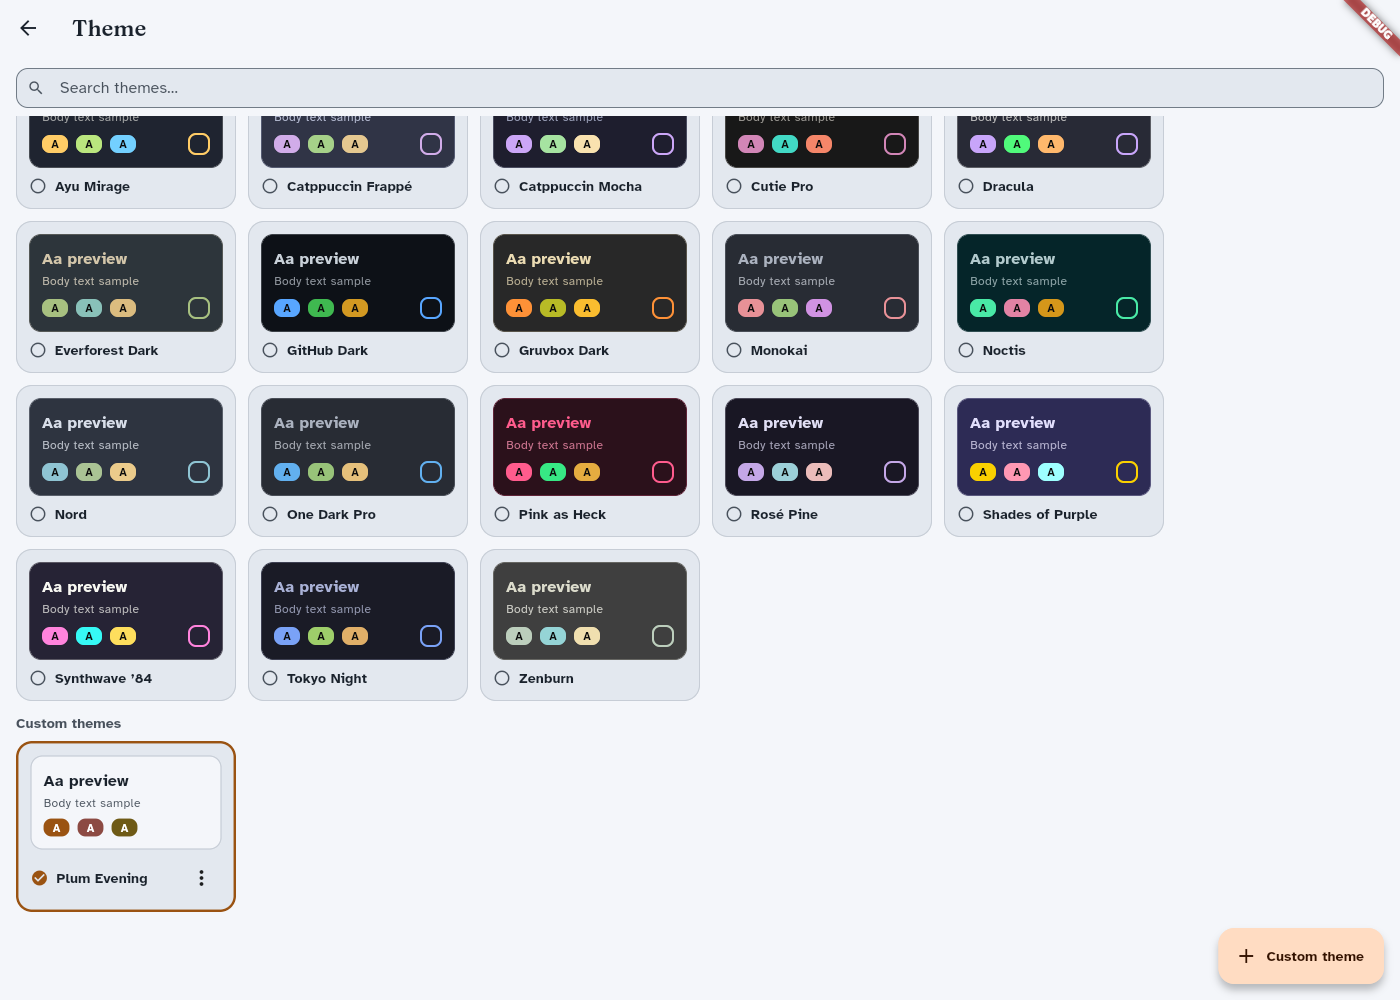 Theme
DEBUG
Search themes...
Body text sample Body text sample Body text sample Body text sample Body text sample
A A A A A A A A A A A A A A A
Ayu Mirage Catppuccin Frappé Catppuccin Mocha Cutie Pro Dracula
Aa preview Aa preview Aa preview Aa preview Aa preview
Body text sample Body text sample Body text sample Body text sample Body text sample
A A A A A A A A A A A A A A A
Everforest Dark GitHub Dark Gruvbox Dark Monokai Noctis
Aa preview Aa preview Aa preview Aa preview Aa preview
Body text sample Body text sample Body text sample Body text sample Body text sample
A A A A A A A A A A A A A A A
Nord One Dark Pro Pink as Heck Rosé Pine Shades of Purple
Aa preview Aa preview Aa preview
Body text sample Body text sample Body text sample
A A A A A A A A A
Synthwave ’84 Tokyo Night Zenburn
Custom themes
Aa preview
Body text sample
A A A
Plum Evening
Custom theme